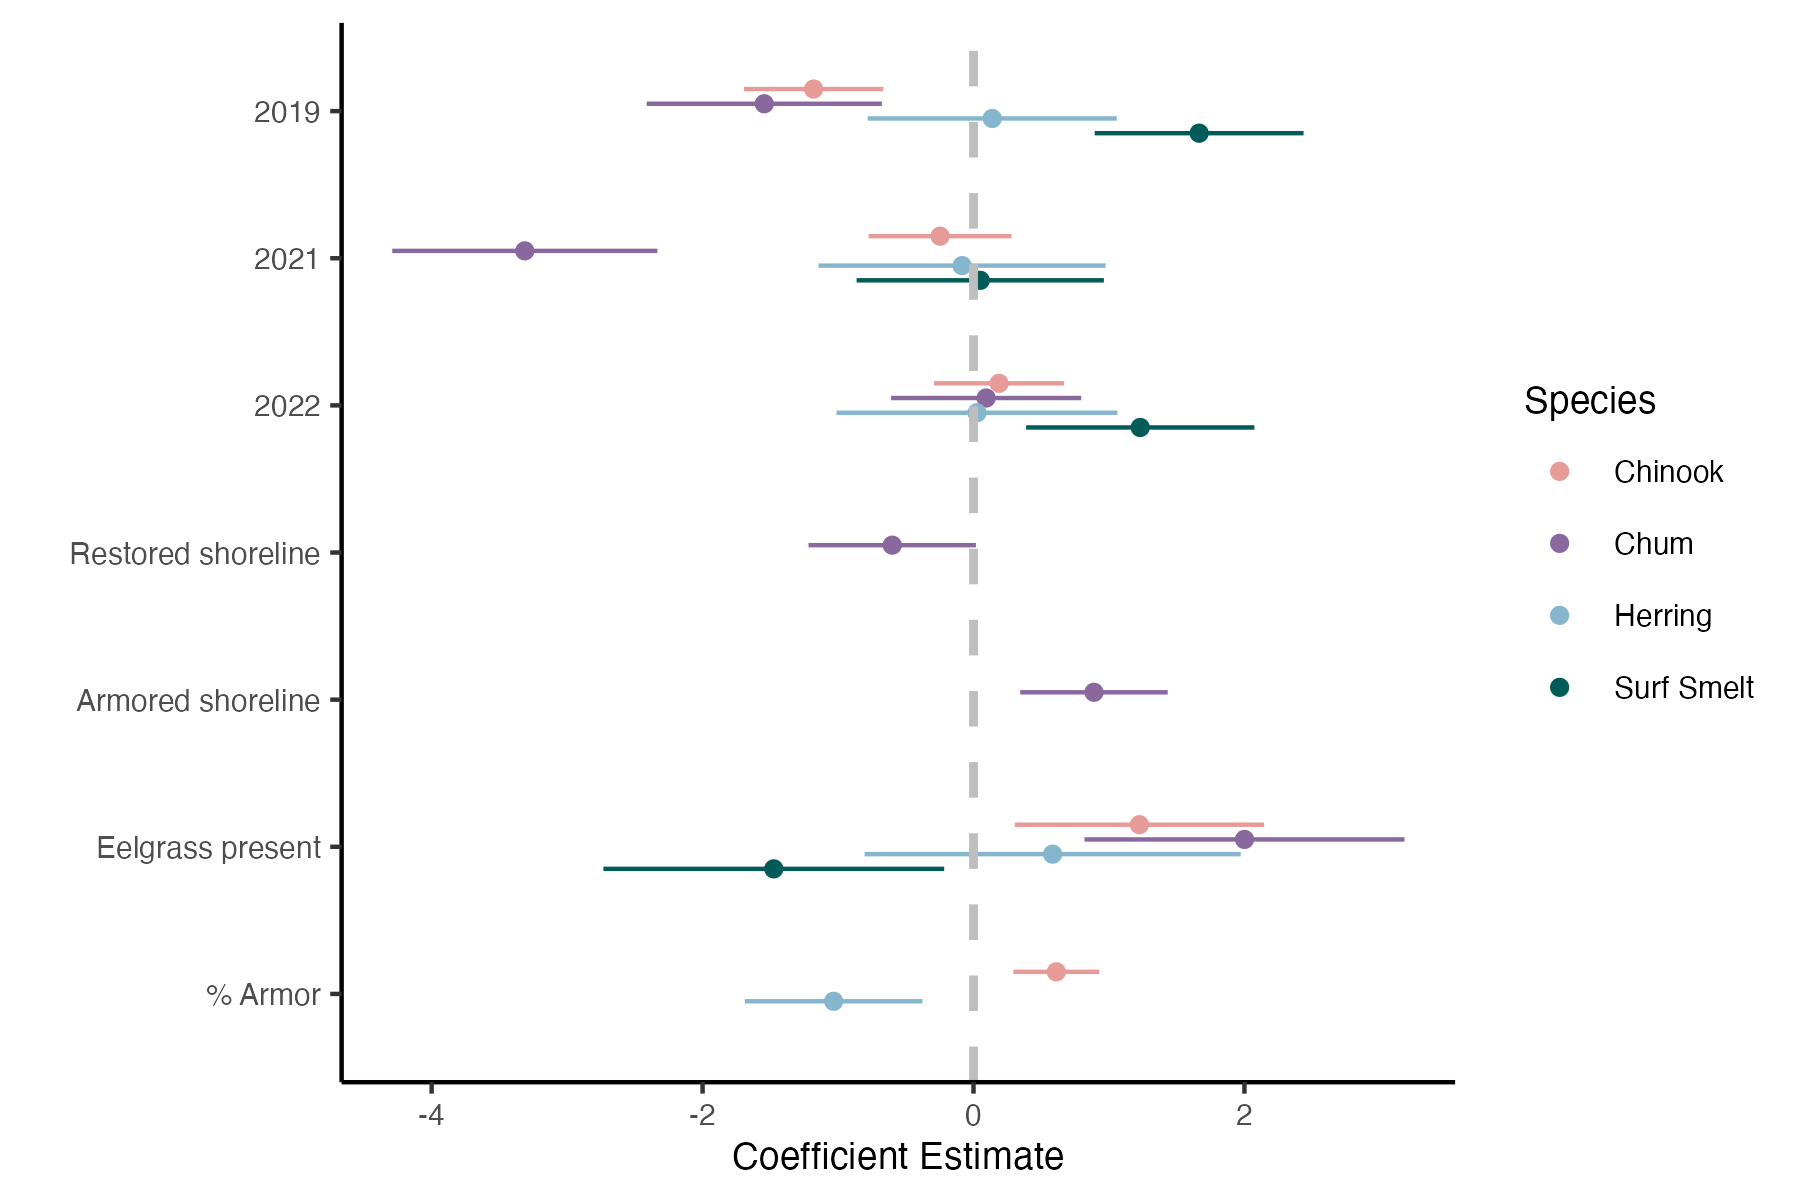 2019
2021
2022
Restored shoreline
Armored shoreline
Eelgrass present
% Armor
-4
-2
0
2
Coefficient Estimate
Species
Chinook
Chum
Herring
Surf Smelt